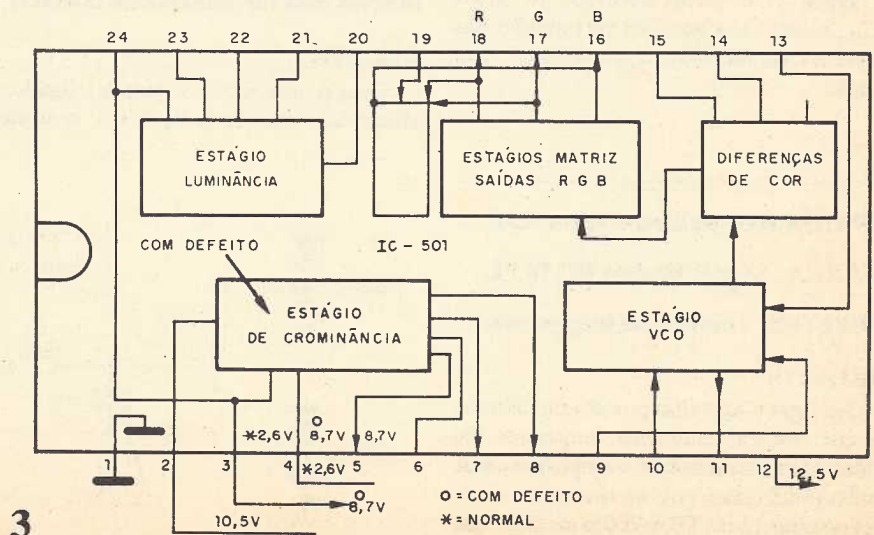 R G B
24 23 22 21 20 19 18 17 16 15 14 13
ESTÁGIO
LUMINÂNCIA
ESTÁGIOS MATRIZ
SAÍDAS R G B
DIFERENÇAS
DE COR
COM DEFEITO
IC - 501
ESTÁGIO
DE CROMINÂNCIA
ESTÁGIO
VCO
*2,6V O 8,7V 8,7V
1 2 3 4 5 6 7 8 9 10 11 12
*2,6V
12,5V
O 8,7V
O = COM DEFEITO
* = NORMAL
10,5V
3